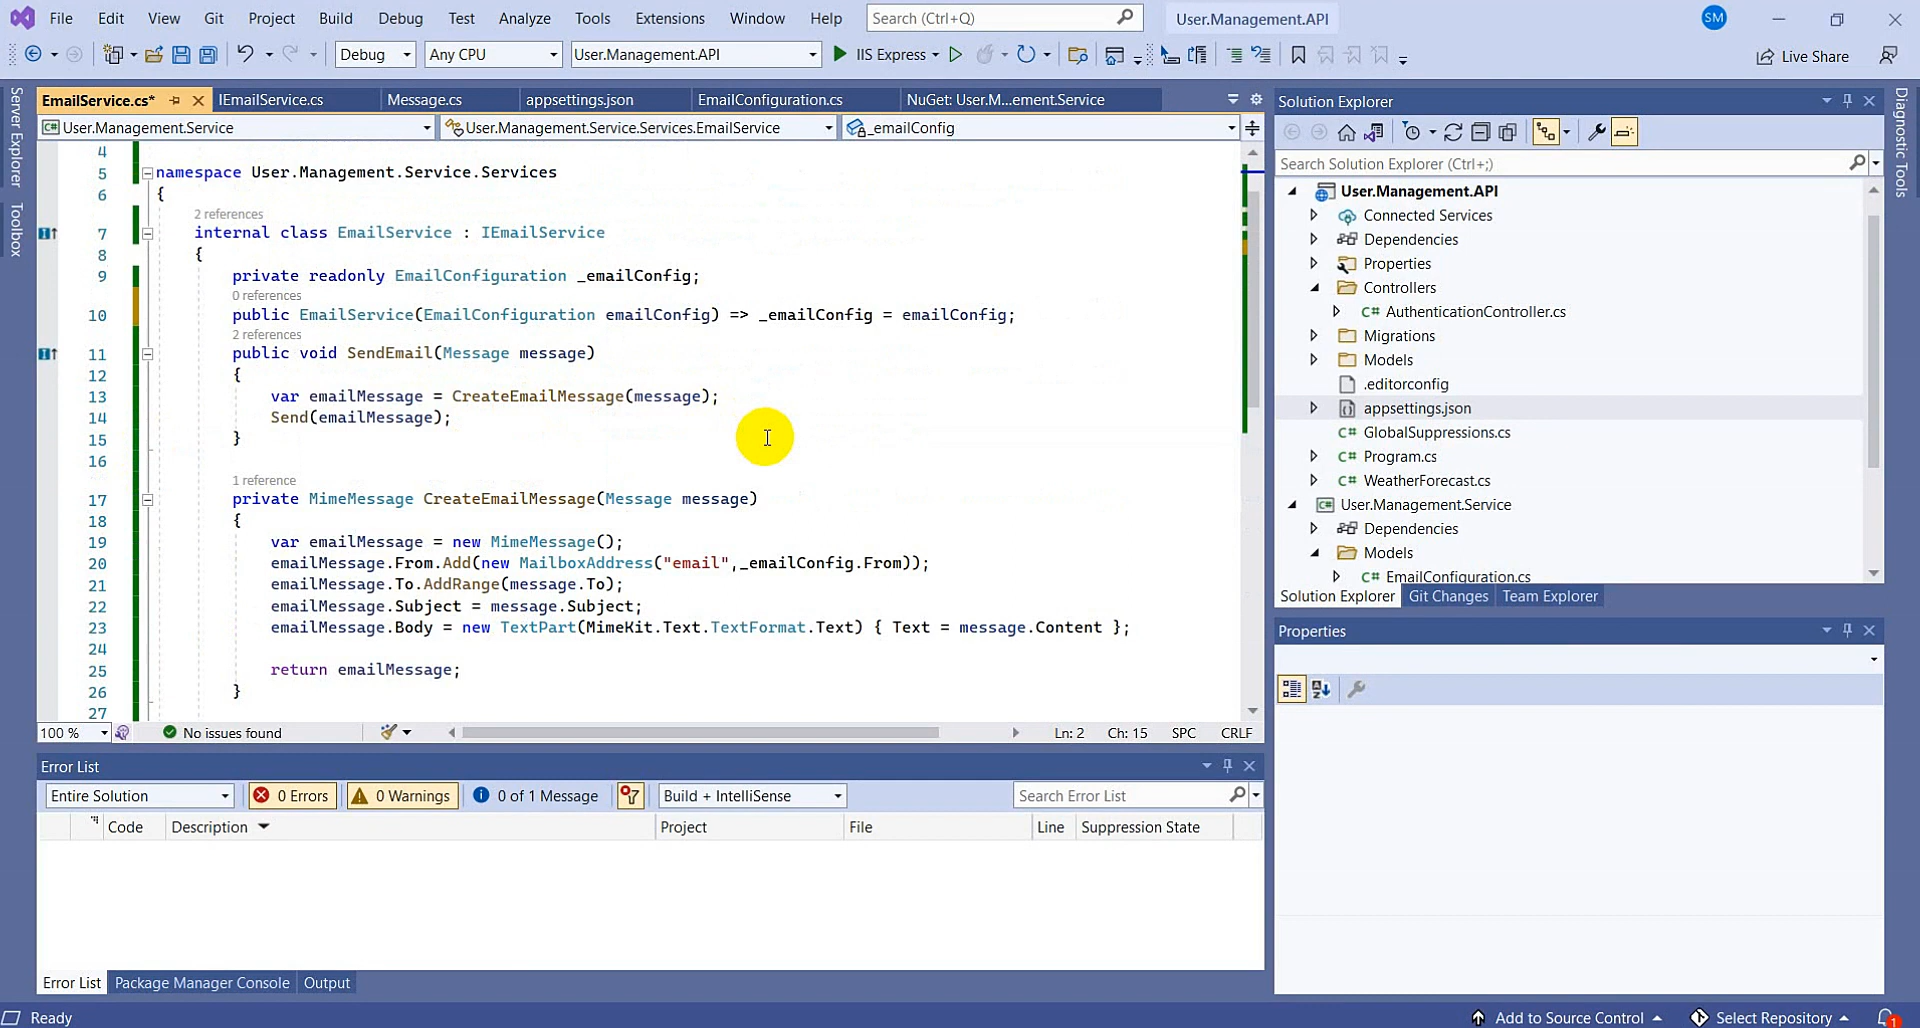 File Edit View Git Project Build Debug Test Analyze Tools Extensions Window Help Search (Ctrl+Q) User.Management.API SM
Debug Any CPU User.Management.API IIS Express Live Share
Server Explorer
Toolbox
EmailService.cs* IEmailService.cs Message.cs appsettings.json EmailConfiguration.cs NuGet: User.M...ement.Service
User.Management.Service User.Management.Service.Services.EmailService _emailConfig
4
5 namespace User.Management.Service.Services
6 {
2 references
7 internal class EmailService : IEmailService
8 {
9 private readonly EmailConfiguration _emailConfig;
0 references
10 public EmailService(EmailConfiguration emailConfig) => _emailConfig = emailConfig;
2 references
11 public void SendEmail(Message message)
12 {
13 var emailMessage = CreateEmailMessage(message);
14 Send(emailMessage);
15 }
16
1 reference
17 private MimeMessage CreateEmailMessage(Message message)
18 {
19 var emailMessage = new MimeMessage();
20 emailMessage.From.Add(new MailboxAddress("email",_emailConfig.From));
21 emailMessage.To.AddRange(message.To);
22 emailMessage.Subject = message.Subject;
23 emailMessage.Body = new TextPart(MimeKit.Text.TextFormat.Text) { Text = message.Content };
24
25 return emailMessage;
26 }
27
100 % No issues found Ln: 2 Ch: 15 SPC CRLF
Error List
Entire Solution 0 Errors 0 Warnings 0 of 1 Message Build + IntelliSense Search Error List
Code Description Project File Line Suppression State
Error List Package Manager Console Output
Solution Explorer
Search Solution Explorer (Ctrl+;)
User.Management.API
Connected Services
Dependencies
Properties
Controllers
C# AuthenticationController.cs
Migrations
Models
.editorconfig
appsettings.json
C# GlobalSuppressions.cs
C# Program.cs
C# WeatherForecast.cs
C# User.Management.Service
Dependencies
Models
C# EmailConfiguration.cs
Solution Explorer Git Changes Team Explorer
Properties
Diagnostic Tools
Ready Add to Source Control Select Repository 1